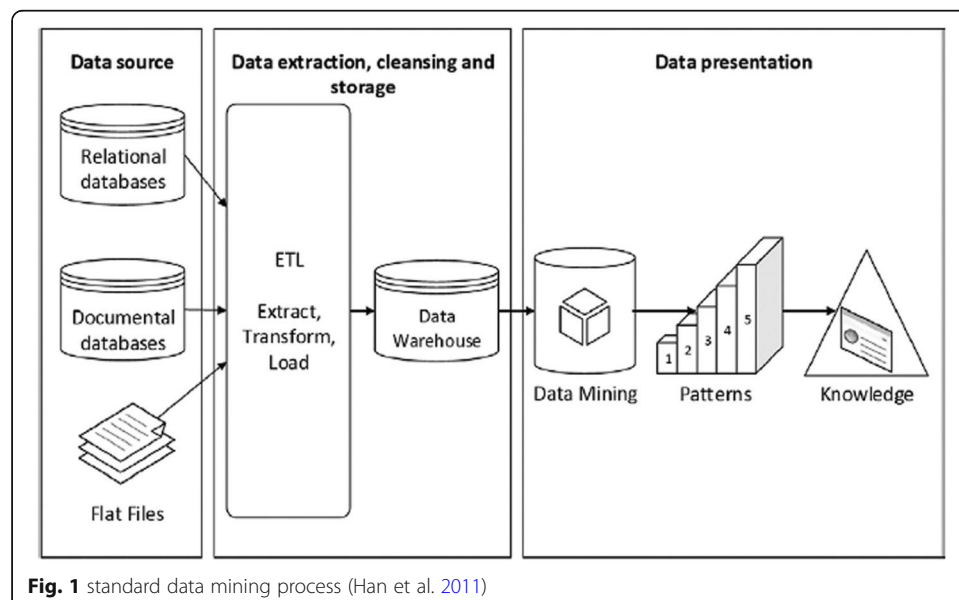 Data source
Relational
databases
Documental
databases
Flat Files
Data extraction, cleansing and
storage
ETL
Extract,
Transform,
Load
Data
Warehouse
Data presentation
Data Mining
1
2
3
4
5
Patterns
Knowledge
Fig. 1 standard data mining process (Han et al. 2011)